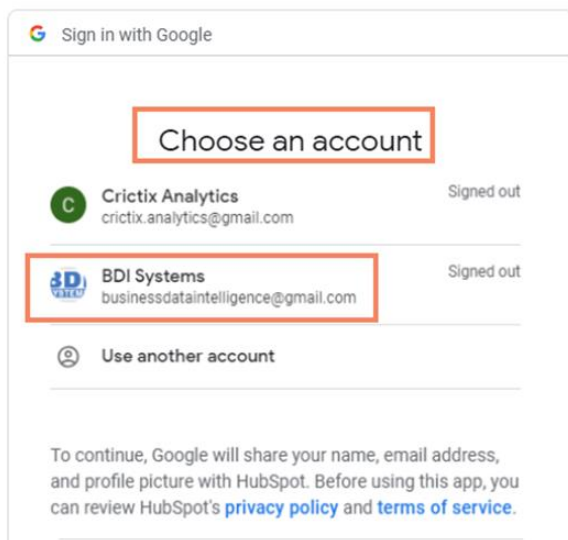 Sign in with Google
Choose an account
C
Crictix Analytics
Signed out
crictix.analytics@gmail.com
BDI Systems
Signed out
businessdataintelligence@gmail.com
Use another account
To continue, Google will share your name, email address,
and profile picture with HubSpot. Before using this app, you
can review HubSpot's privacy policy and terms of service.